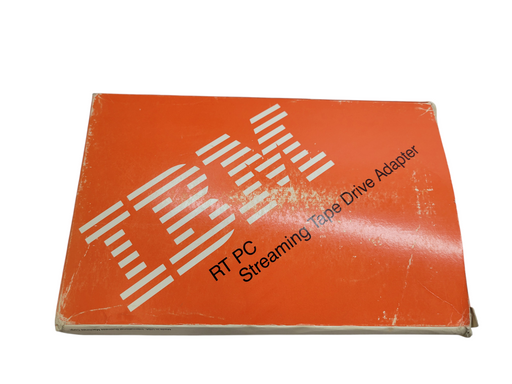 IBM
RT PC
Streaming Tape Drive Adapter